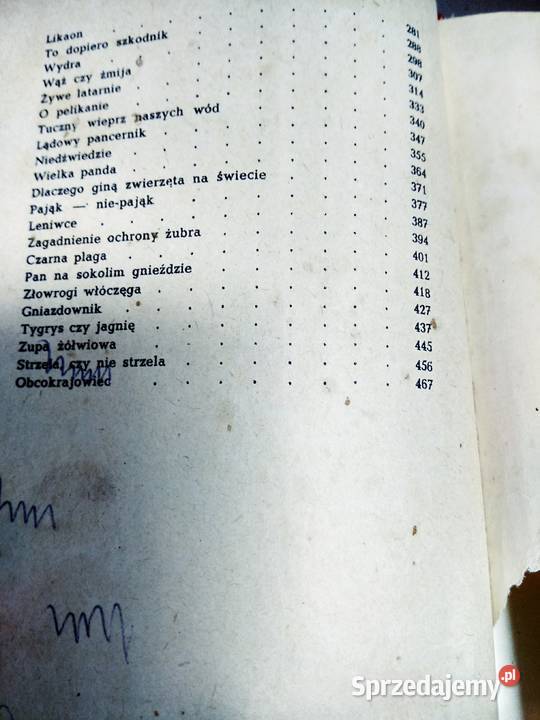 Likaon 281
To dopiero szkodnik 288
Wydra 298
Wąż czy żmija 307
Żywe latarnie 314
O pelikanie 333
Tuczny wieprz naszych wód 340
Lądowy pancernik 347
Niedźwiedzie 355
Wielka panda 364
Dlaczego giną zwierzęta na świecie 371
Pająk — nie-pająk 377
Leniwce 387
Zagadnienie ochrony żubra 394
Czarna plaga 401
Pan na sokolim gnieździe 412
Złowrogi włóczęga 418
Gniazdownik 427
Tygrys czy jagnię 437
Zupa żółwiowa 445
Strzela czy nie strzela 456
Obcokrajowiec 467
Sprzedajemy.pl